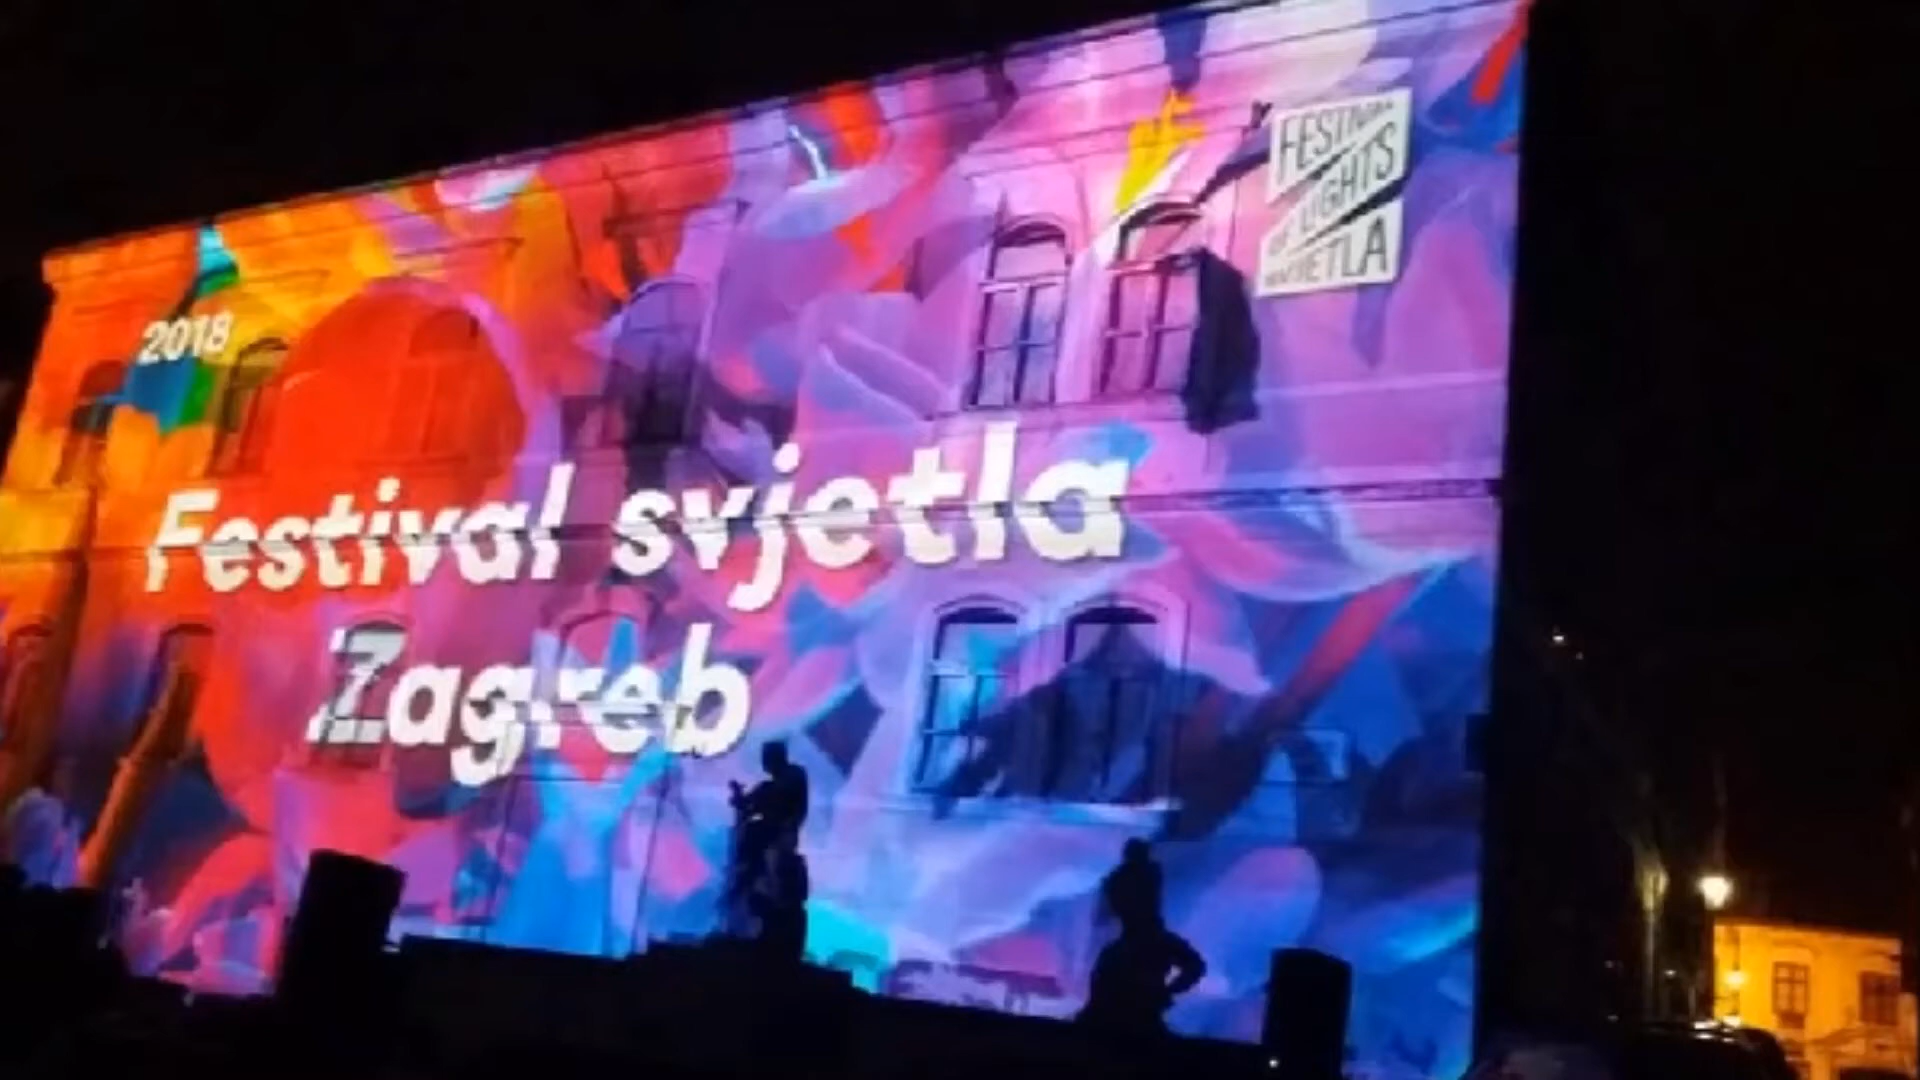 2018
Festival svjetla
Zagreb
FESTIVAL
OF LIGHTS
SVJETLA